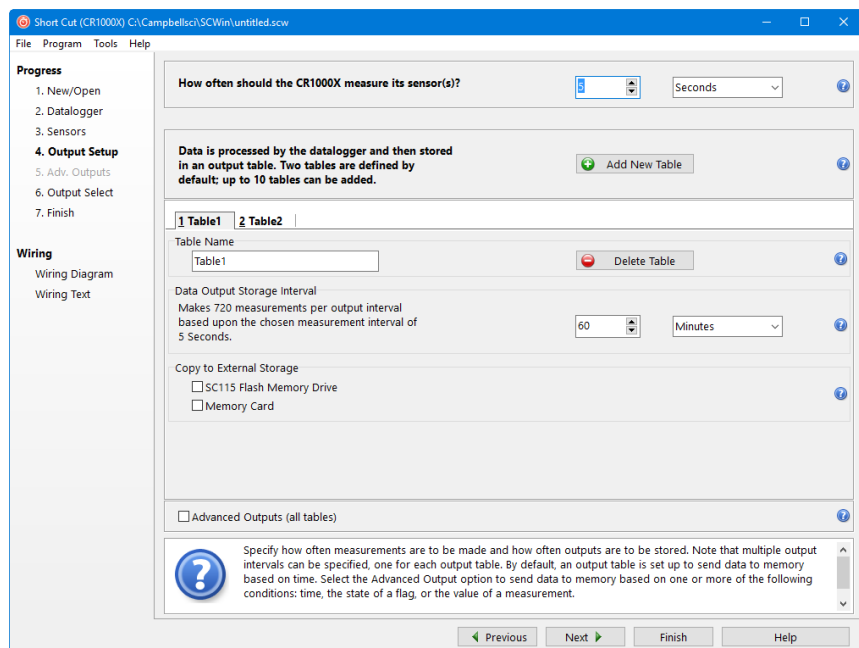 Short Cut (CR1000X) C:\Campbellsci\SCWin\untitled.scw
File Program Tools Help
Progress
1. New/Open
2. Datalogger
3. Sensors
4. Output Setup
5. Adv. Outputs
6. Output Select
7. Finish
Wiring
Wiring Diagram
Wiring Text
How often should the CR1000X measure its sensor(s)?
5
Seconds
Data is processed by the datalogger and then stored
in an output table. Two tables are defined by
default; up to 10 tables can be added.
Add New Table
1 Table1
2 Table2
Table Name
Table1
Delete Table
Data Output Storage Interval
Makes 720 measurements per output interval
based upon the chosen measurement interval of
5 Seconds.
60
Minutes
Copy to External Storage
SC115 Flash Memory Drive
Memory Card
Advanced Outputs (all tables)
Specify how often measurements are to be made and how often outputs are to be stored. Note that multiple output
intervals can be specified, one for each output table. By default, an output table is set up to send data to memory
based on time. Select the Advanced Output option to send data to memory based on one or more of the following
conditions: time, the state of a flag, or the value of a measurement.
Previous
Next
Finish
Help